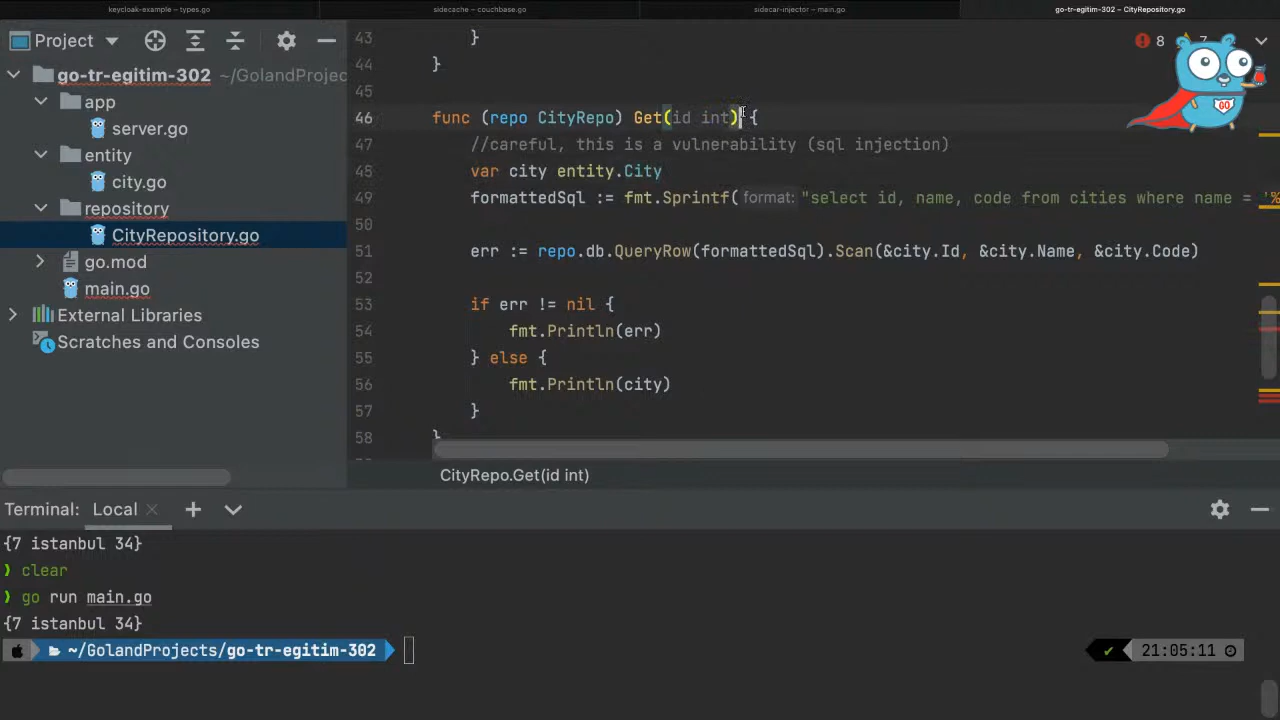 keycloak-example – types.go
sidecache – couchbase.go
sidecar-injector – main.go
go-tr-egitim-302 – CityRepository.go
Project
go-tr-egitim-302 ~/GolandProjec
app
server.go
entity
city.go
repository
CityRepository.go
go.mod
main.go
External Libraries
Scratches and Consoles
8
7
GO
43 }
44 }
45
46 func (repo CityRepo) Get(id int) {
47 //careful, this is a vulnerability (sql injection)
48 var city entity.City
49 formattedSql := fmt.Sprintf( format: "select id, name, code from cities where name = '%
50
51 err := repo.db.QueryRow(formattedSql).Scan(&city.Id, &city.Name, &city.Code)
52
53 if err != nil {
54 fmt.Println(err)
55 } else {
56 fmt.Println(city)
57 }
58 }
CityRepo.Get(id int)
Terminal: Local
{7 istanbul 34}
❯ clear
❯ go run main.go
{7 istanbul 34}
~/GolandProjects/go-tr-egitim-302
✔ 21:05:11